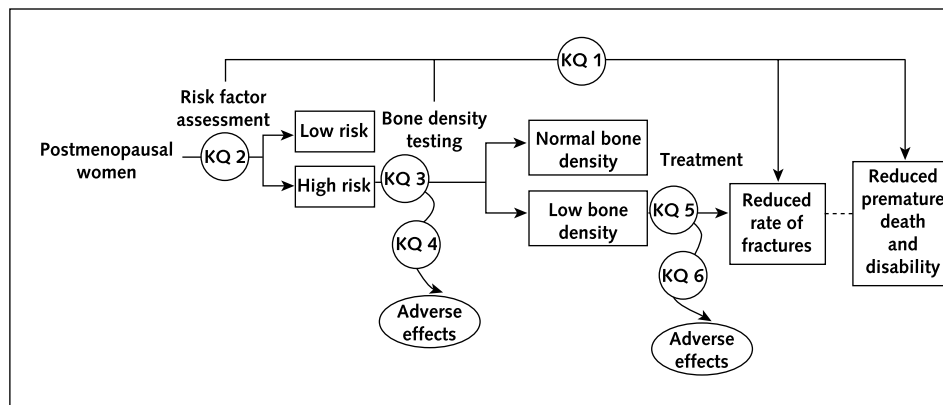 KQ 1
Risk factor
assessment
Postmenopausal
women
KQ 2
Low risk
High risk
Bone density
testing
KQ 3
KQ 4
Adverse
effects
Normal bone
density
Low bone
density
Treatment
KQ 5
KQ 6
Adverse
effects
Reduced
rate of
fractures
Reduced
premature
death
and
disability